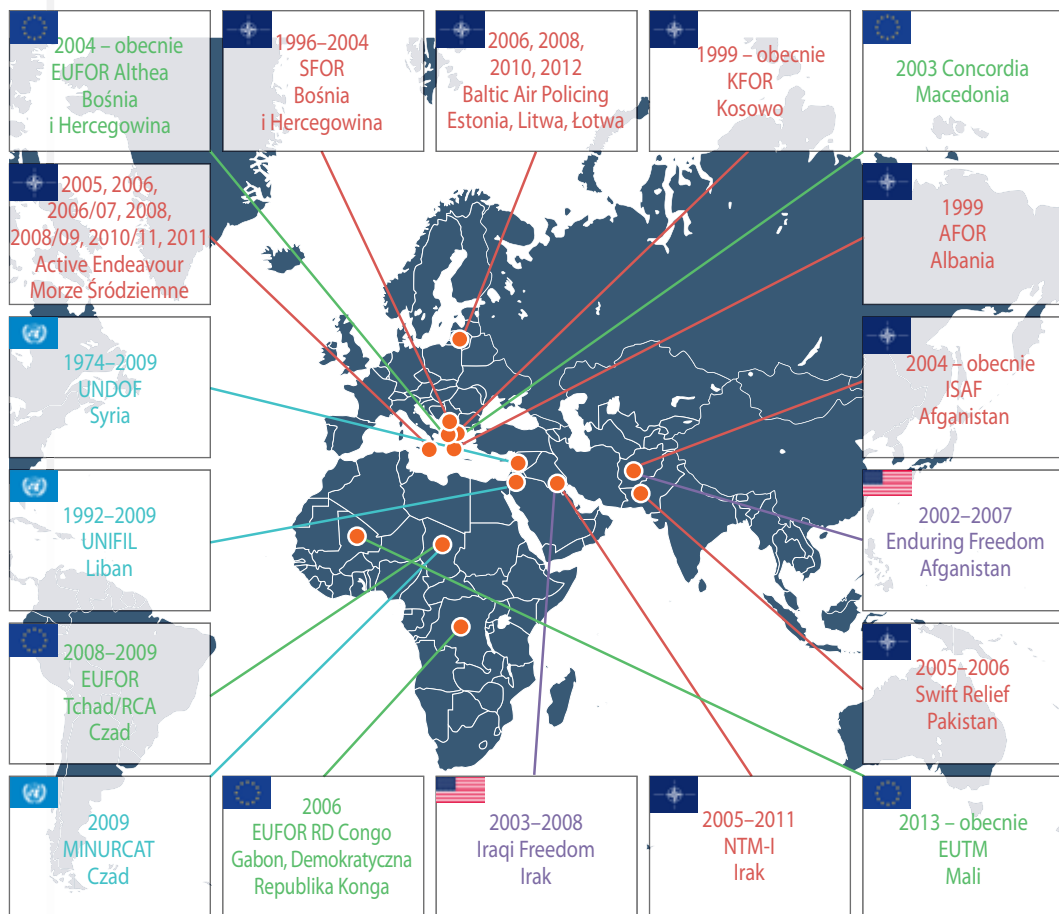 2004 – obecnie
EUFOR Althea
Bośnia
i Hercegowina
1996–2004
SFOR
Bośnia
i Hercegowina
2006, 2008,
2010, 2012
Baltic Air Policing
Estonia, Litwa, Łotwa
1999 – obecnie
KFOR
Kosowo
2003 Concordia
Macedonia
2005, 2006,
2006/07, 2008,
2008/09, 2010/11, 2011
Active Endeavour
Morze Śródziemne
1999
AFOR
Albania
1974–2009
UNDOF
Syria
2004 – obecnie
ISAF
Afganistan
1992–2009
UNIFIL
Liban
2002–2007
Enduring Freedom
Afganistan
2008–2009
EUFOR
Tchad/RCA
Czad
2005–2006
Swift Relief
Pakistan
2009
MINURCAT
Czad
2006
EUFOR RD Congo
Gabon, Demokratyczna
Republika Konga
2003–2008
Iraqi Freedom
Irak
2005–2011
NTM-I
Irak
2013 – obecnie
EUTM
Mali